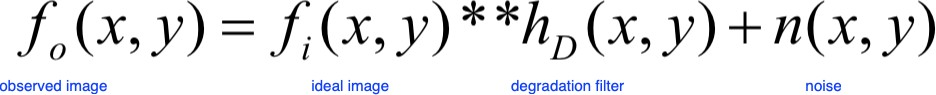 f_o(x, y) = f_i(x, y)**h_D(x, y) + n(x, y)
observed image ideal image degradation filter noise